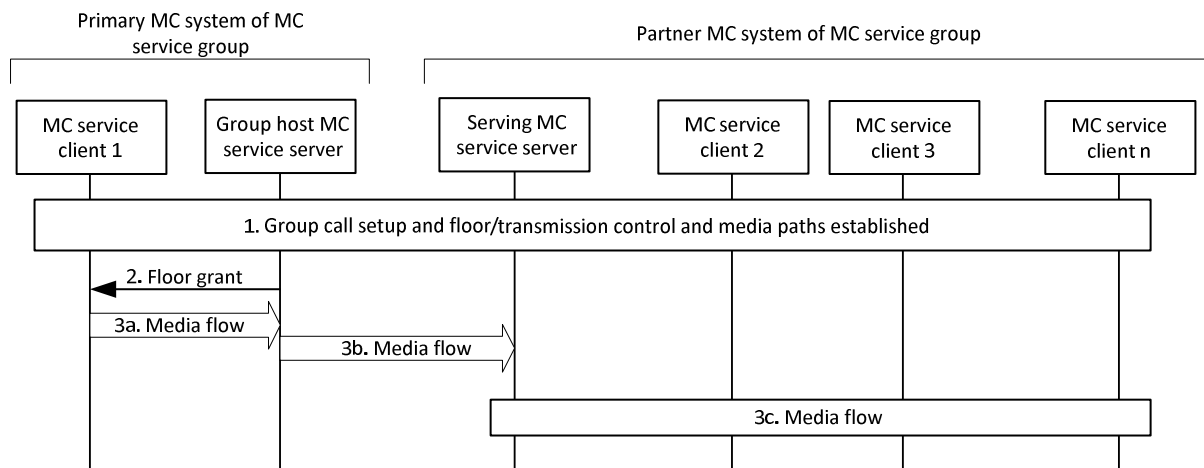 Primary MC system of MC
service group
Partner MC system of MC service group
MC service
client 1
Group host MC
service server
Serving MC
service server
MC service
client 2
MC service
client 3
MC service
client n
1. Group call setup and floor/transmission control and media paths established
2. Floor grant
3a. Media flow
3b. Media flow
3c. Media flow